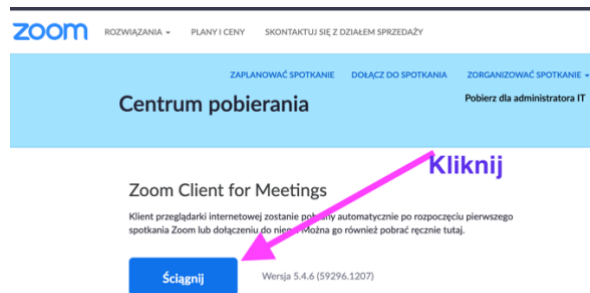 zoom ROZWIĄZANIA PLANY I CENY SKONTAKTUJ SIĘ Z DZIAŁEM SPRZEDAŻY
ZAPLANOWAĆ SPOTKANIE DOŁĄCZ DO SPOTKANIA ZORGANIZOWAĆ SPOTKANIE
Centrum pobierania Pobierz dla administratora IT
Kliknij
Zoom Client for Meetings
Klient przeglądarki internetowej zostanie pobrany automatycznie po rozpoczęciu pierwszego
spotkania Zoom lub dołączeniu do niego. Można go również pobrać ręcznie tutaj.
Ściągnij Wersja 5.4.6 (59296.1207)